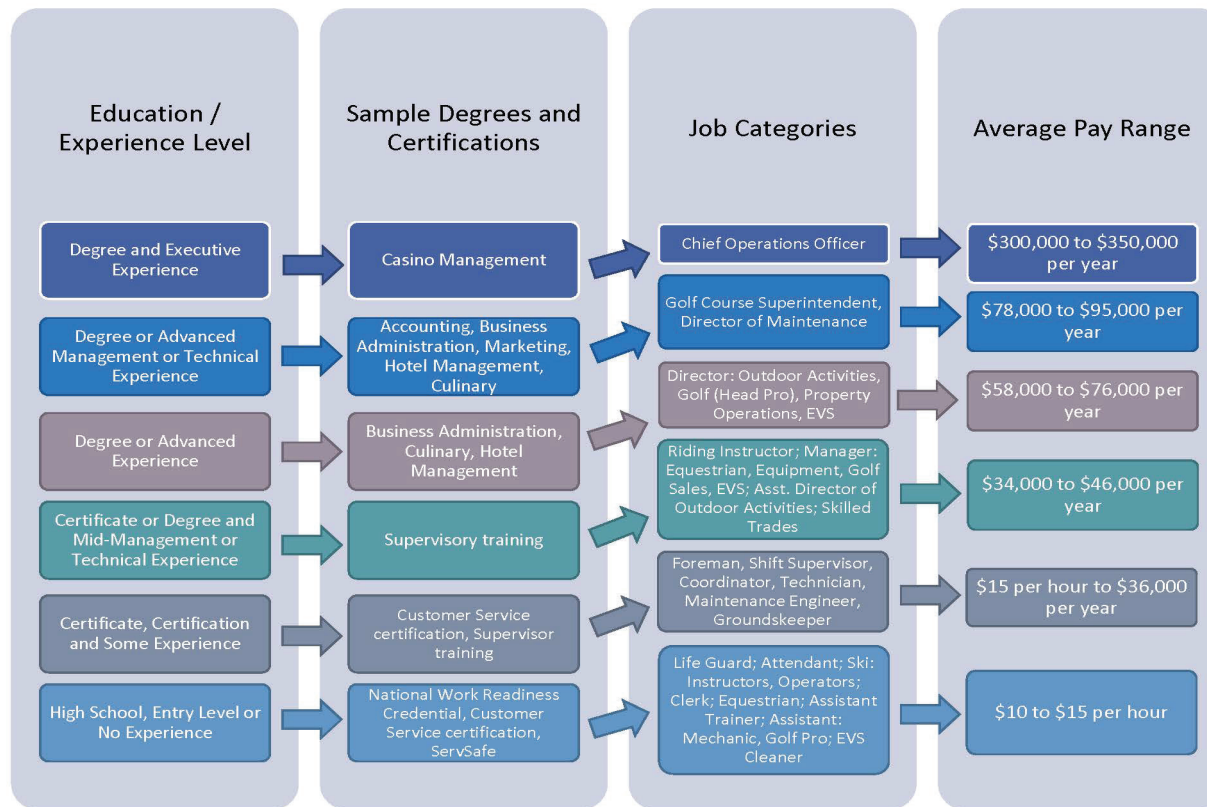 Education /
Experience Level
Sample Degrees and
Certifications
Job Categories
Average Pay Range
Degree and Executive
Experience
Casino Management
Chief Operations Officer
$300,000 to $350,000
per year
Degree or Advanced
Management or Technical
Experience
Accounting, Business
Administration, Marketing,
Hotel Management,
Culinary
Golf Course Superintendent,
Director of Maintenance
$78,000 to $95,000 per
year
Degree or Advanced
Experience
Business Administration,
Culinary, Hotel
Management
Director: Outdoor Activities,
Golf (Head Pro), Property
Operations, EVS
$58,000 to $76,000 per
year
Certificate or Degree and
Mid-Management or
Technical Experience
Supervisory training
Riding Instructor; Manager:
Equestrian, Equipment, Golf
Sales, EVS; Asst. Director of
Outdoor Activities; Skilled
Trades
$34,000 to $46,000 per
year
Certificate, Certification
and Some Experience
Customer Service
certification, Supervisor
training
Foreman, Shift Supervisor,
Coordinator, Technician,
Maintenance Engineer,
Groundskeeper
$15 per hour to $36,000
per year
High School, Entry Level or
No Experience
National Work Readiness
Credential, Customer
Service certification,
ServSafe
Life Guard; Attendant; Ski:
Instructors, Operators;
Clerk; Equestrian; Assistant
Trainer; Assistant:
Mechanic, Golf Pro; EVS
Cleaner
$10 to $15 per hour